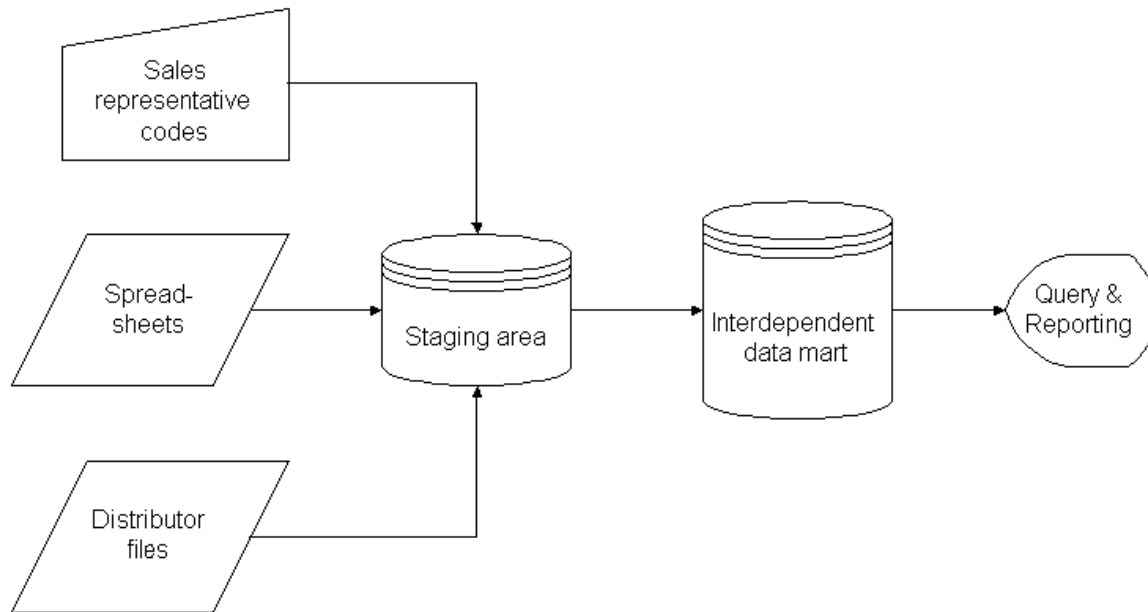 Sales
representative
codes
Spread-
sheets
Staging area
Interdependent
data mart
Query &
Reporting
Distributor
files